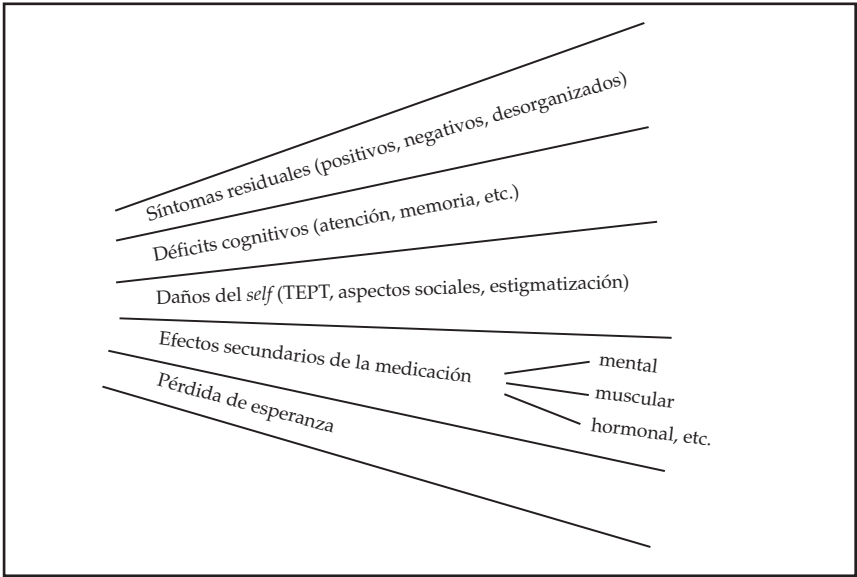 Síntomas residuales (positivos, negativos, desorganizados)
Déficits cognitivos (atención, memoria, etc.)
Daños del self (TEPT, aspectos sociales, estigmatización)
Efectos secundarios de la medicación
mental
muscular
hormonal, etc.
Pérdida de esperanza